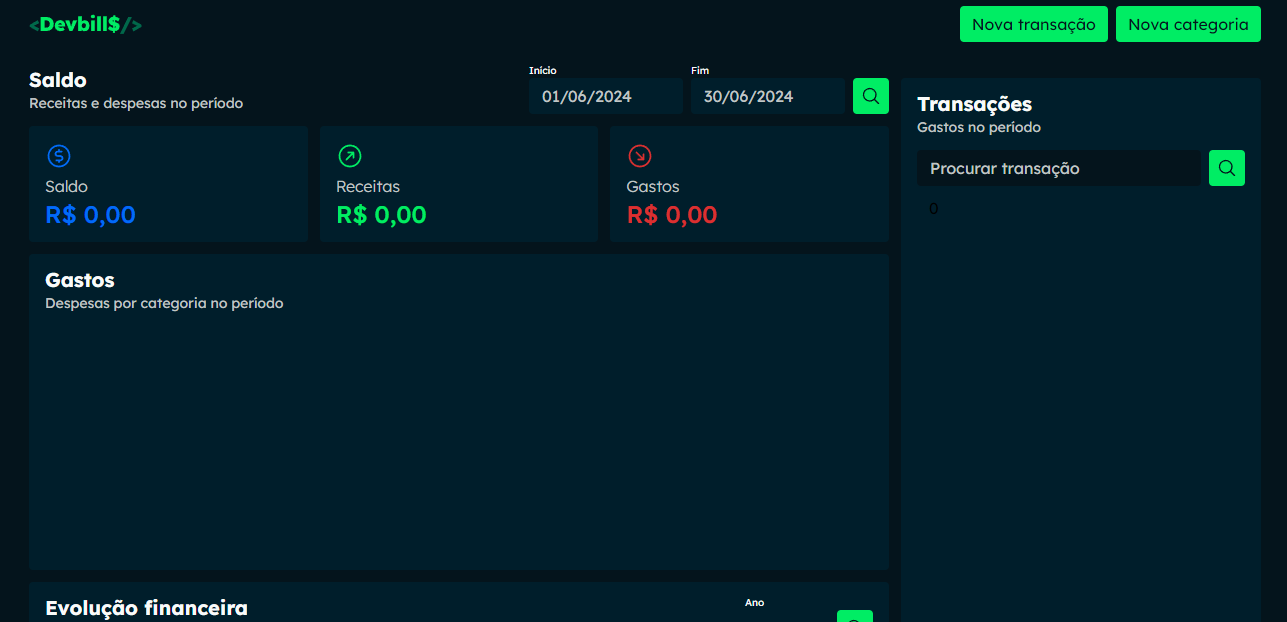 <Devbill$/>
Nova transação
Nova categoria
Saldo
Receitas e despesas no período
Início
01/06/2024
Fim
30/06/2024
Saldo
R$ 0,00
Receitas
R$ 0,00
Gastos
R$ 0,00
Gastos
Despesas por categoria no período
Evolução financeira
Ano
Transações
Gastos no período
Procurar transação
0